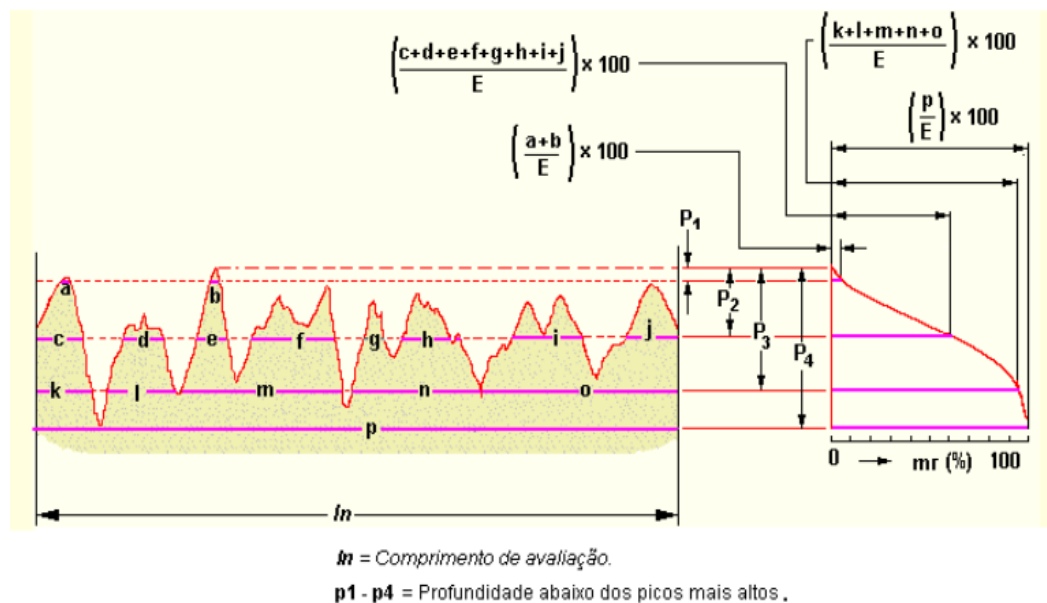 (c+d+e+f+g+h+i+j / E) x 100
(k+l+m+n+o / E) x 100
(p / E) x 100
(a+b / E) x 100
P1
P2
P3
P4
a
b
c
d
e
f
g
h
i
j
k
l
m
n
o
p
0 mr (%) 100
ln
ln = Comprimento de avaliação.
p1 - p4 = Profundidade abaixo dos picos mais altos .